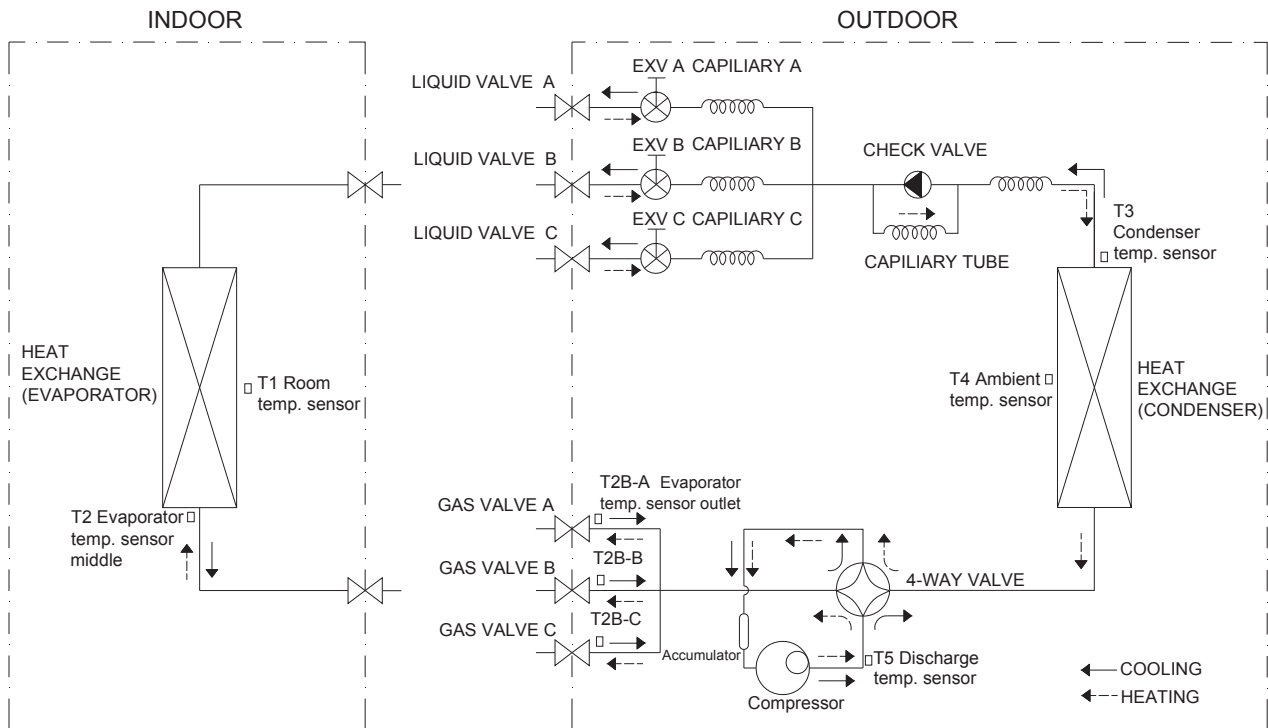 INDOOR
OUTDOOR
LIQUID VALVE A
EXV A CAPILIARY A
LIQUID VALVE B
EXV B CAPILIARY B
LIQUID VALVE C
EXV C CAPILIARY C
CHECK VALVE
CAPILIARY TUBE
T3
Condenser
temp. sensor
HEAT
EXCHANGE
(EVAPORATOR)
T1 Room
temp. sensor
T4 Ambient
temp. sensor
HEAT
EXCHANGE
(CONDENSER)
T2 Evaporator
temp. sensor
middle
GAS VALVE A
T2B-A Evaporator
temp. sensor outlet
GAS VALVE B
T2B-B
GAS VALVE C
T2B-C
4-WAY VALVE
Accumulator
Compressor
T5 Discharge
temp. sensor
COOLING
HEATING